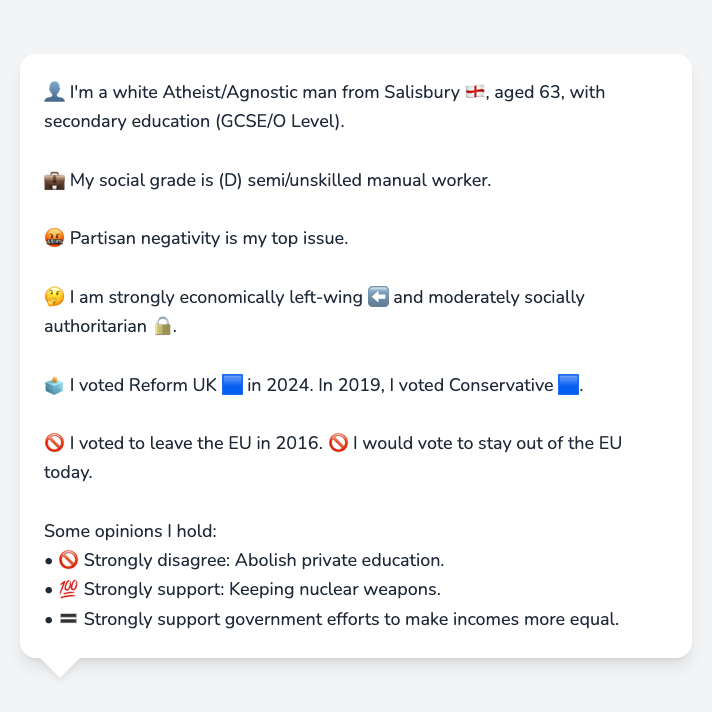 👤 I'm a white Atheist/Agnostic man from Salisbury 🏴󠁧󠁢󠁥󠁮󠁧󠁿, aged 63, with
secondary education (GCSE/O Level).
💼 My social grade is (D) semi/unskilled manual worker.
🤬 Partisan negativity is my top issue.
🤔 I am strongly economically left-wing ⬅️ and moderately socially
authoritarian 🔒.
🗳️ I voted Reform UK 🟦 in 2024. In 2019, I voted Conservative 🟦.
🚫 I voted to leave the EU in 2016. 🚫 I would vote to stay out of the EU
today.
Some opinions I hold:
• 🚫 Strongly disagree: Abolish private education.
• 💯 Strongly support: Keeping nuclear weapons.
• 🟰 Strongly support government efforts to make incomes more equal.